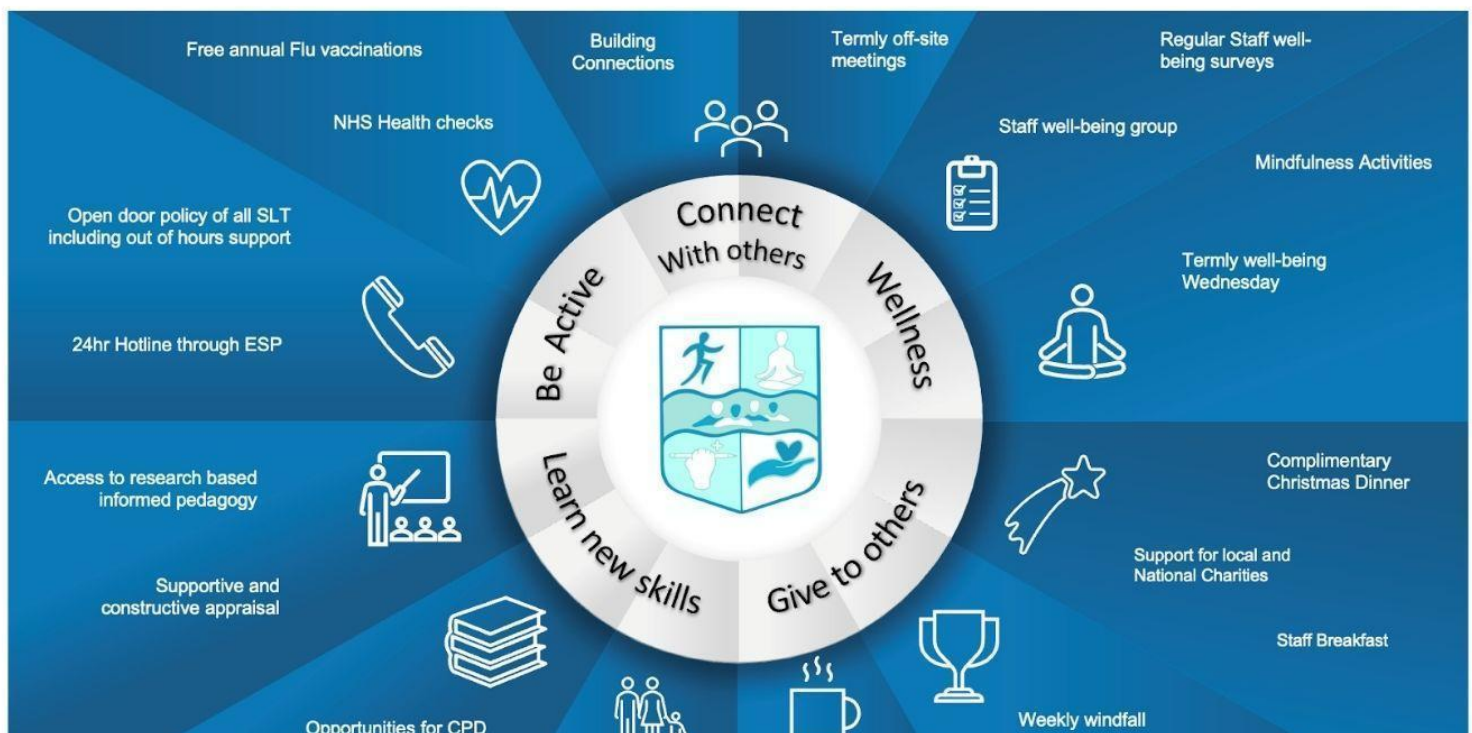 Free annual Flu vaccinations
Building
Connections
Termly off-site
meetings
Regular Staff well-
being surveys
NHS Health checks
Staff well-being group
Mindfulness Activities
Open door policy of all SLT
including out of hours support
Termly well-being
Wednesday
24hr Hotline through ESP
Connect
With others
Be Active
Wellness
Learn new skills
Give to others
Access to research based
informed pedagogy
Complimentary
Christmas Dinner
Supportive and
constructive appraisal
Support for local and
National Charities
Staff Breakfast
Opportunities for CPD
Weekly windfall